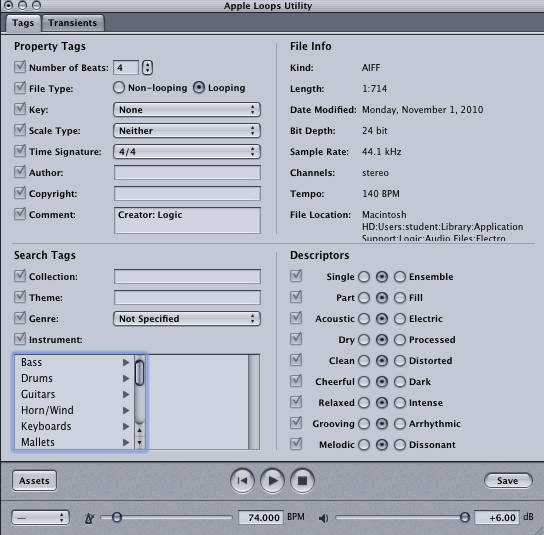 Apple Loops Utility
Tags Transients
Property Tags
Number of Beats: 4
File Type: Non-looping Looping
Key: None
Scale Type: Neither
Time Signature: 4/4
Author:
Copyright:
Comment: Creator: Logic
File Info
Kind: AIFF
Length: 1:714
Date Modified: Monday, November 1, 2010
Bit Depth: 24 bit
Sample Rate: 44.1 kHz
Channels: stereo
Tempo: 140 BPM
File Location: Macintosh
HD:Users:student:Library:Application
Support:Logic:Audio Files:Electro
Search Tags
Collection:
Theme:
Genre: Not Specified
Instrument:
Bass
Drums
Guitars
Horn/Wind
Keyboards
Mallets
Descriptors
Single Ensemble
Part Fill
Acoustic Electric
Dry Processed
Clean Distorted
Cheerful Dark
Relaxed Intense
Grooving Arrhythmic
Melodic Dissonant
Assets Save
— 74.000 BPM +6.00 dB